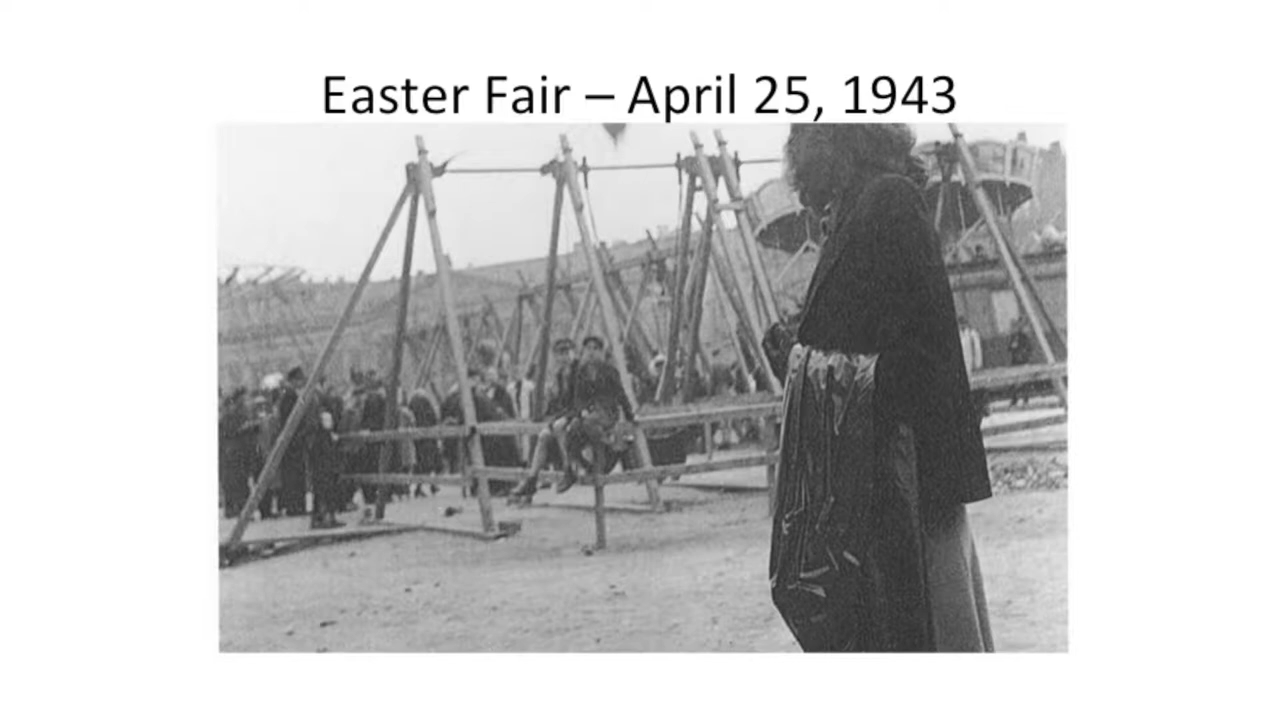 Easter Fair – April 25, 1943